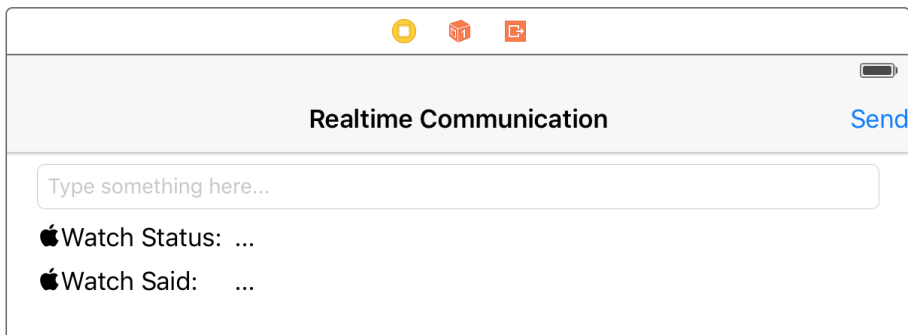 Realtime Communication
Send
Type something here...
Watch Status: ...
Watch Said: ...